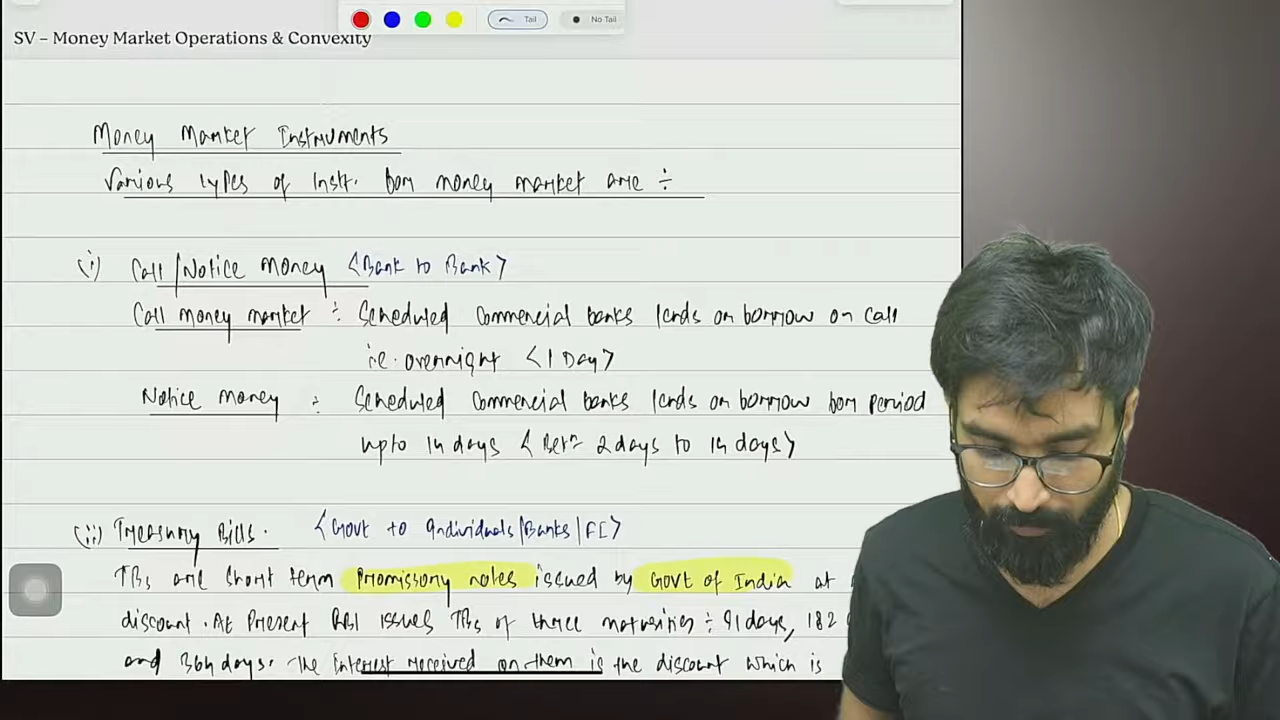 Tail
No Tail
SV - Money Market Operations & Convexity
Money Market Instruments
Various types of Instr. for money market are ÷
(i) Call/Notice Money <Bank to Bank>
Call money market ÷ Scheduled commercial banks lends or borrow on call
i.e. overnight <1 Day>
Notice Money ÷ Scheduled commercial banks lends or borrow for period
upto 14 days <Betn 2 days to 14 days>
(ii) Treasury Bills. <Govt to Individuals/Banks/FI>
TBs are short term promissory notes issued by Govt of India at
discount. At Present RBI issues TBs of three maturities ÷ 91 days, 182
and 364 days. The Interest received on them is the discount which is